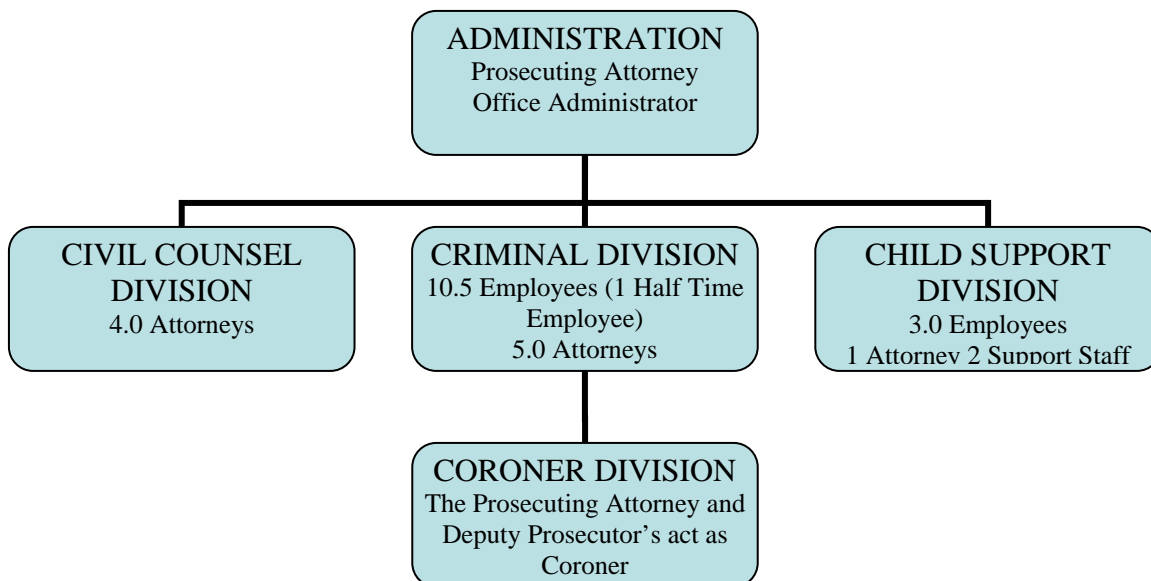 ADMINISTRATION
Prosecuting Attorney
Office Administrator
CIVIL COUNSEL
DIVISION
4.0 Attorneys
CRIMINAL DIVISION
10.5 Employees (1 Half Time
Employee)
5.0 Attorneys
CHILD SUPPORT
DIVISION
3.0 Employees
1 Attorney 2 Support Staff
CORONER DIVISION
The Prosecuting Attorney and
Deputy Prosecutor’s act as
Coroner